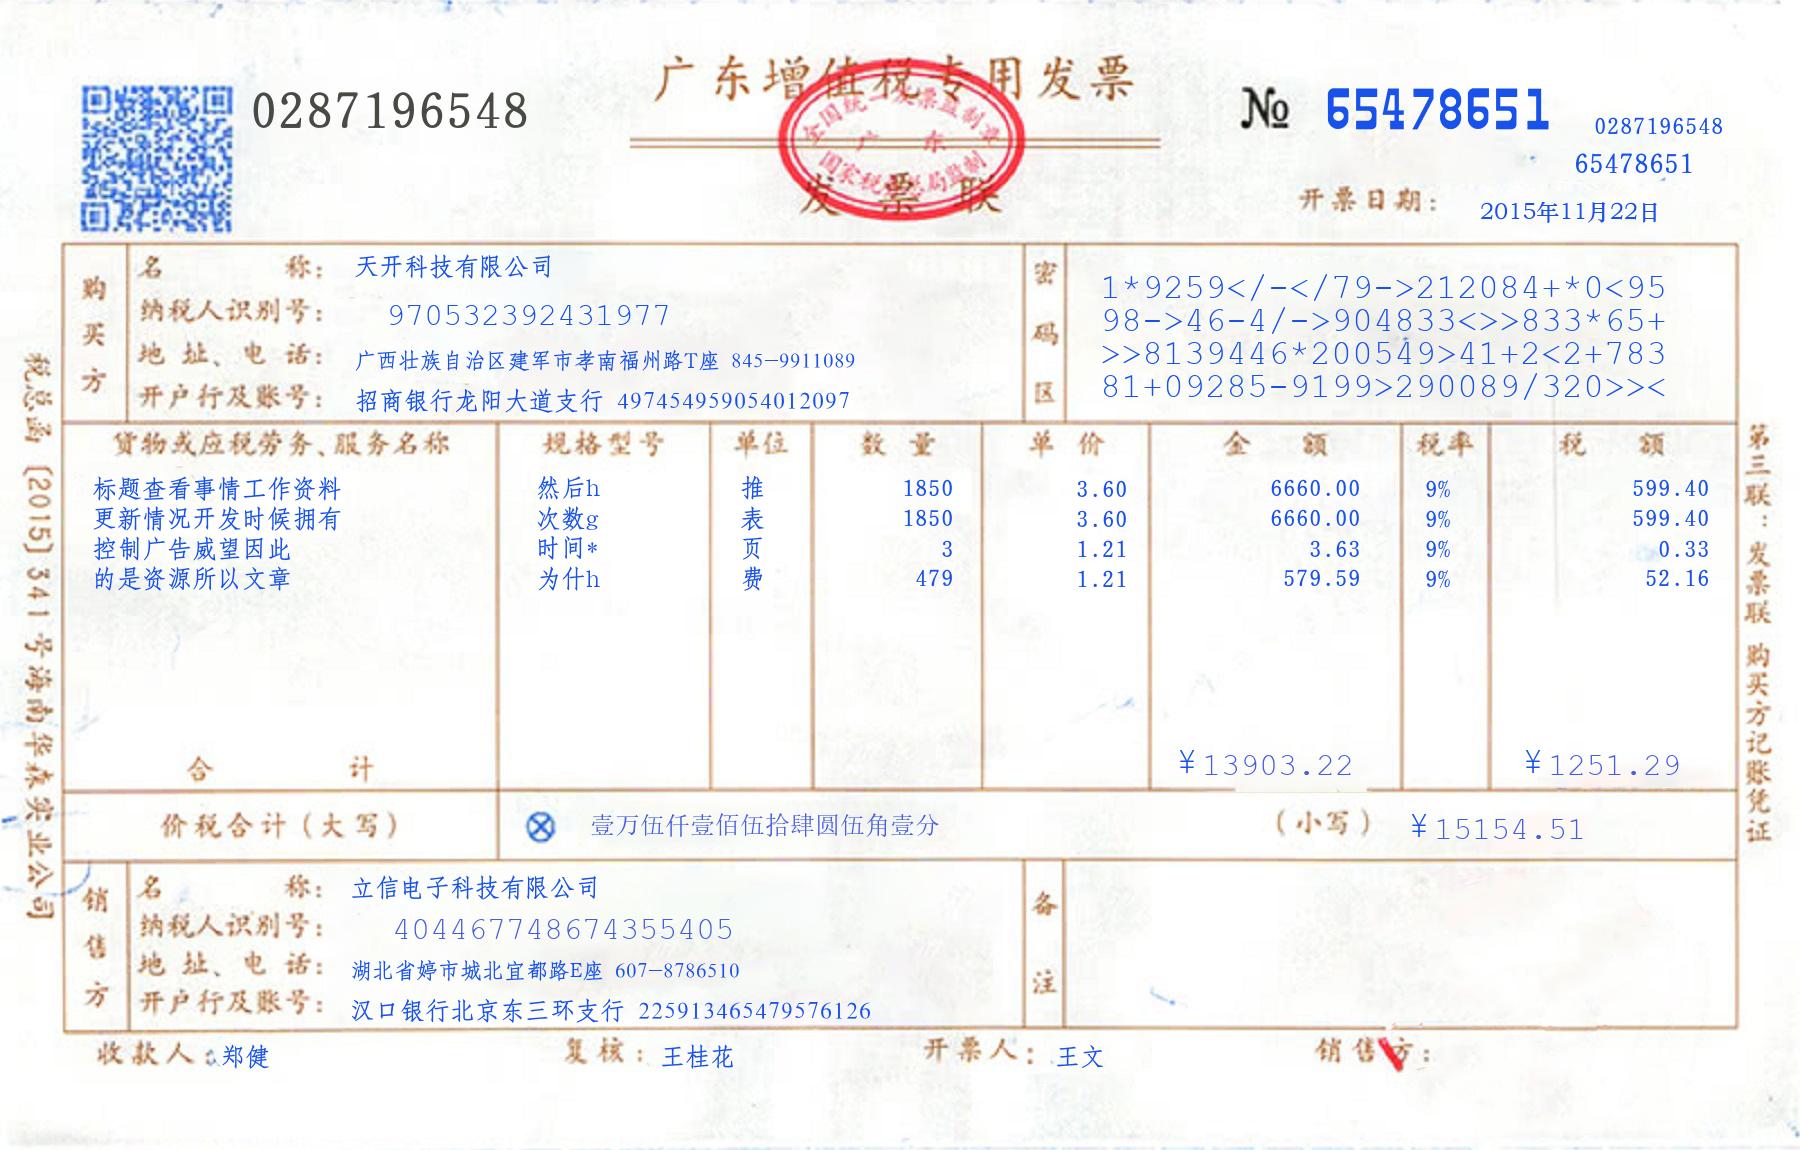 广东增值税专用发票
0287196548
№ 65478651
0287196548
65478651
全国统一发票监制章
广东
国家税务总局监制
发票联
开票日期： 2015年11月22日
购买方
名称： 天开科技有限公司
纳税人识别号： 970532392431977
地址、电话： 广西壮族自治区建军市孝南福州路T座 845-9911089
开户行及账号： 招商银行龙阳大道支行 497454959054012097
密码区
1*9259</-</79->212084+*0<95
98->46-4/->904833<>>833*65+
>>8139446*200549>41+2<2+783
81+09285-9199>290089/320>><
货物或应税劳务、服务名称 规格型号 单位 数量 单价 金额 税率 税额
标题查看事情工作资料 然后h 推 1850 3.60 6660.00 9% 599.40
更新情况开发时候拥有 次数g 表 1850 3.60 6660.00 9% 599.40
控制广告威望因此 时间* 页 3 1.21 3.63 9% 0.33
的是资源所以文章 为什h 费 479 1.21 579.59 9% 52.16
合计 ¥13903.22 ¥1251.29
价税合计(大写) ⊗ 壹万伍仟壹佰伍拾肆圆伍角壹分 (小写) ¥15154.51
销售方
名称： 立信电子科技有限公司
纳税人识别号： 404467748674355405
地址、电话： 湖北省婷市城北宜都路E座 607-8786510
开户行及账号： 汉口银行北京东三环支行 225913465479576126
备注
收款人： 郑健 复核： 王桂花 开票人： 王文 销售方：
税总函〔2015〕341号海南华森实业公司
第三联：发票联 购买方记账凭证